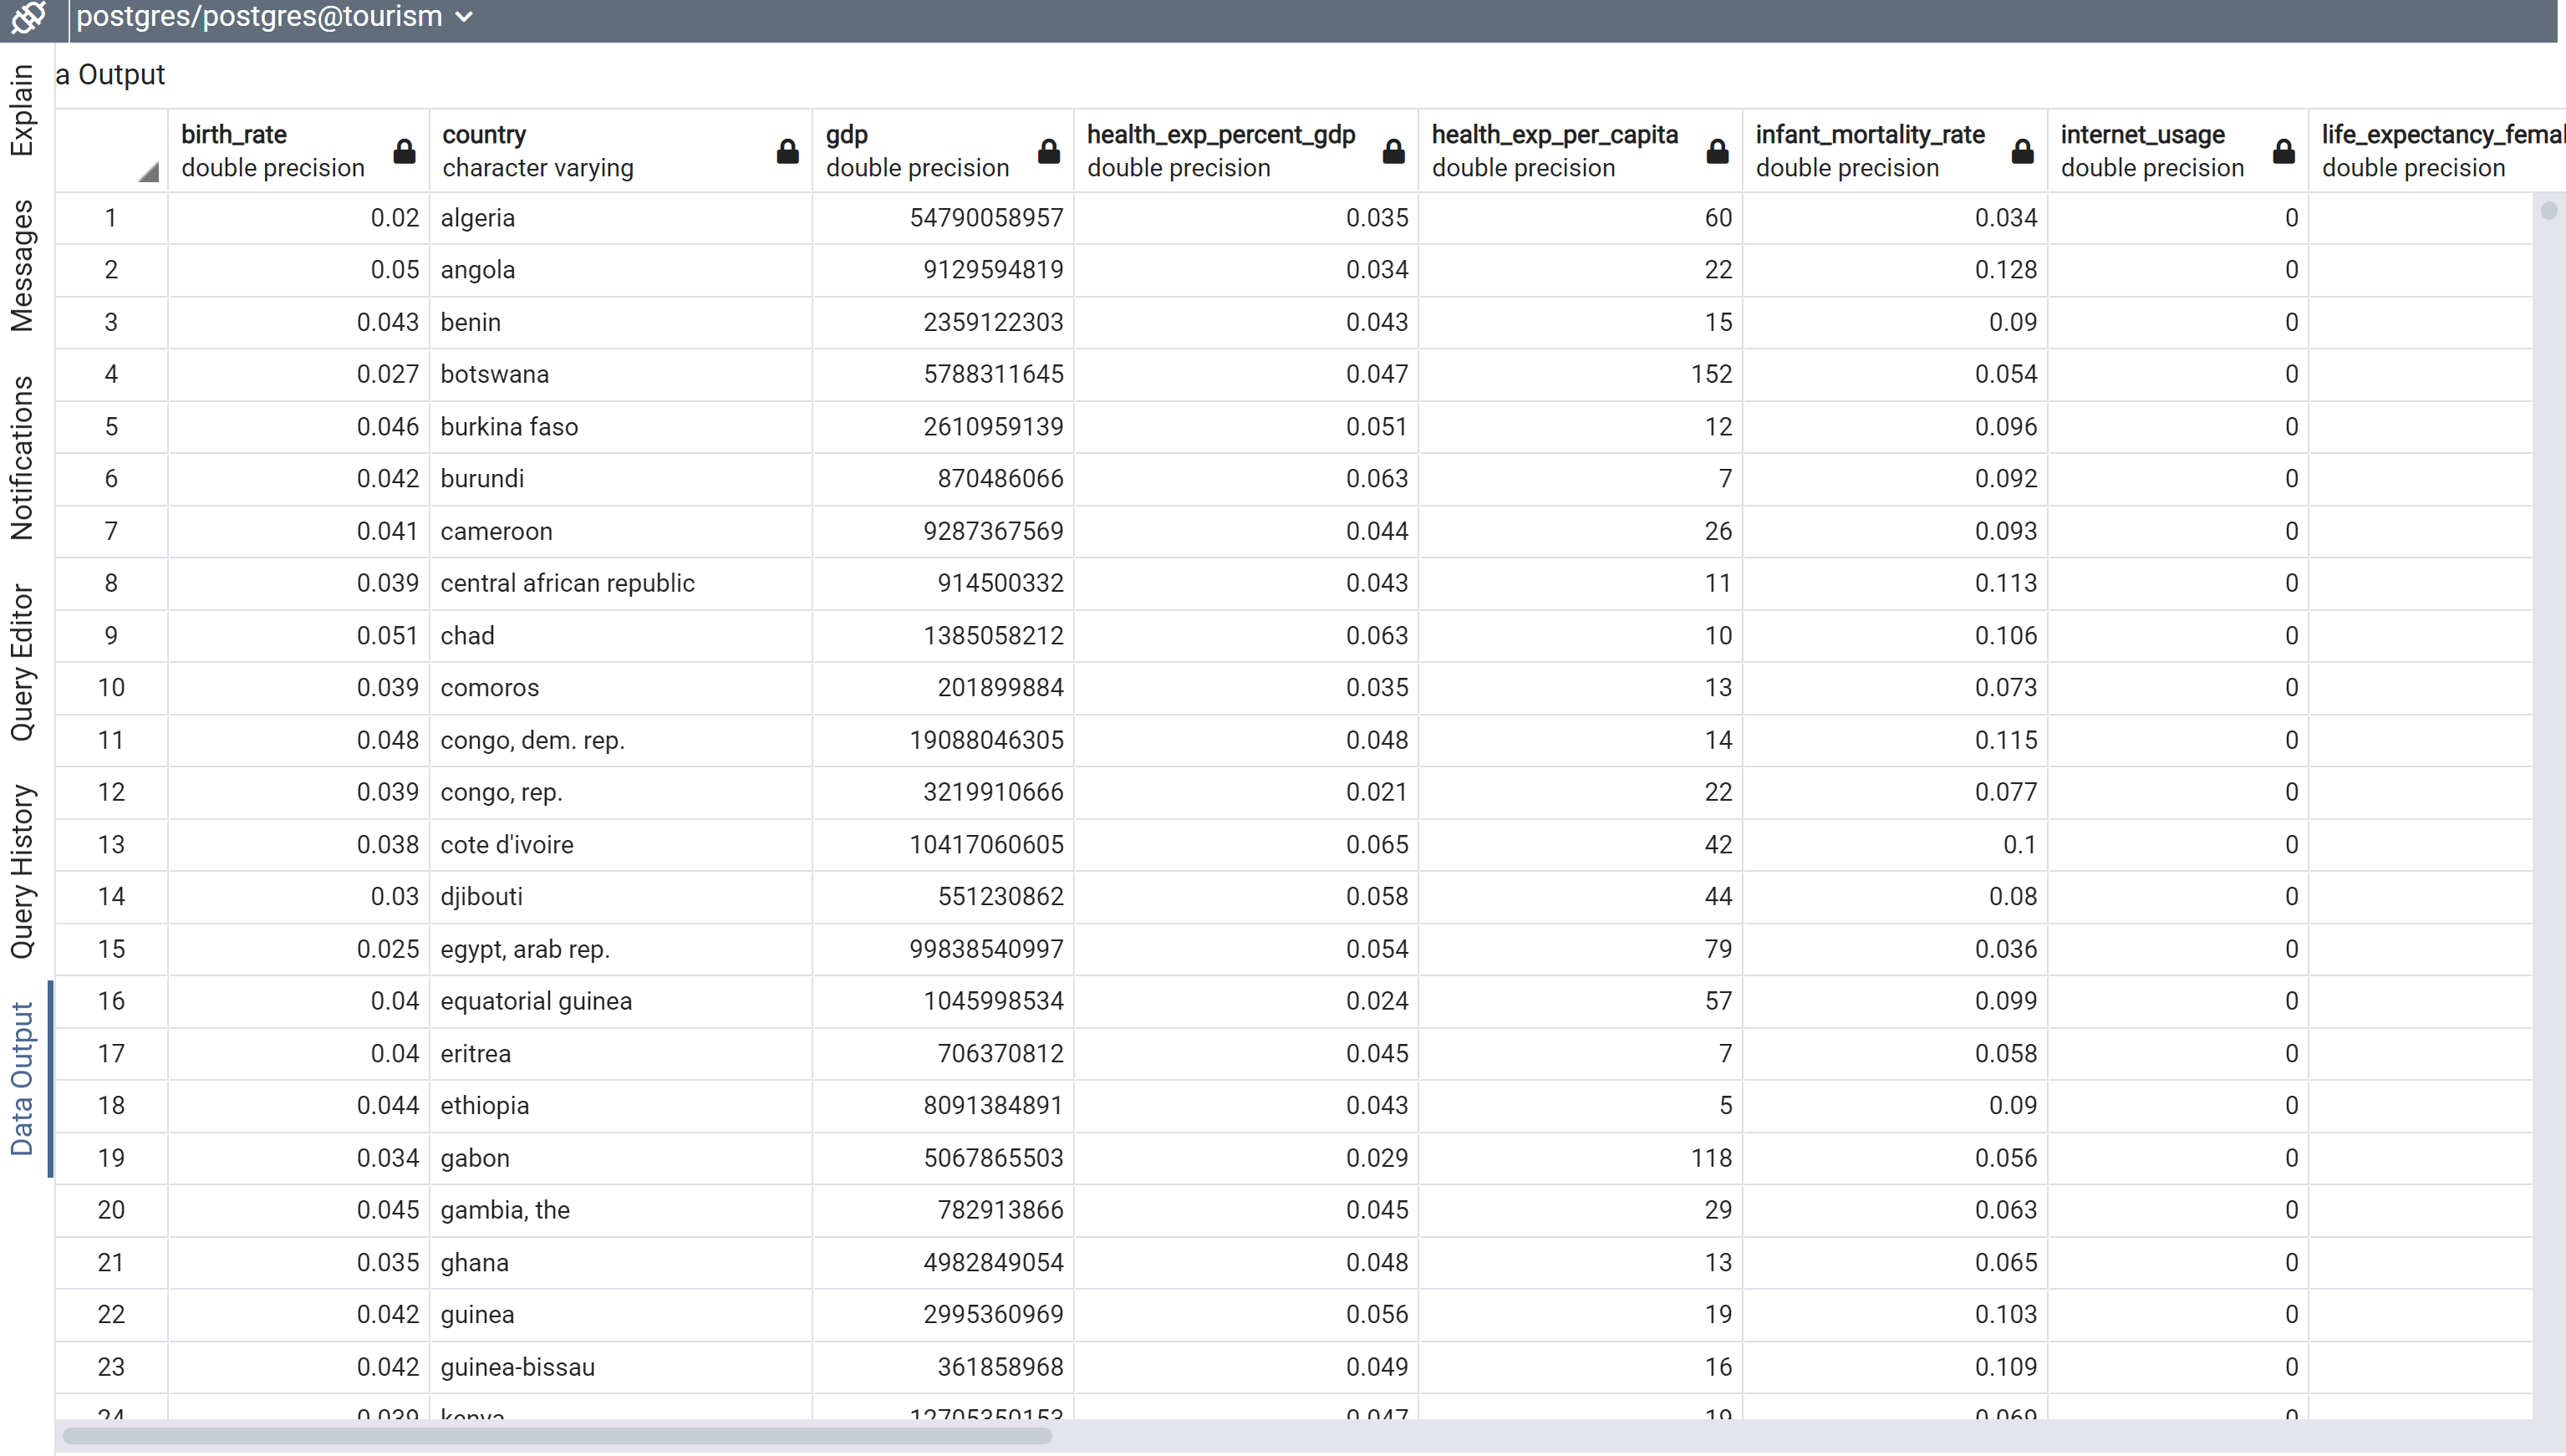 postgres/postgres@tourism
a Output
Explain
Messages
Notifications
Query Editor
Query History
Data Output
birth_rate country gdp health_exp_percent_gdp health_exp_per_capita infant_mortality_rate internet_usage life_expectancy_femal
double precision character varying double precision double precision double precision double precision double precision double precision
1 0.02 algeria 54790058957 0.035 60 0.034 0
2 0.05 angola 9129594819 0.034 22 0.128 0
3 0.043 benin 2359122303 0.043 15 0.09 0
4 0.027 botswana 5788311645 0.047 152 0.054 0
5 0.046 burkina faso 2610959139 0.051 12 0.096 0
6 0.042 burundi 870486066 0.063 7 0.092 0
7 0.041 cameroon 9287367569 0.044 26 0.093 0
8 0.039 central african republic 914500332 0.043 11 0.113 0
9 0.051 chad 1385058212 0.063 10 0.106 0
10 0.039 comoros 201899884 0.035 13 0.073 0
11 0.048 congo, dem. rep. 19088046305 0.048 14 0.115 0
12 0.039 congo, rep. 3219910666 0.021 22 0.077 0
13 0.038 cote d'ivoire 10417060605 0.065 42 0.1 0
14 0.03 djibouti 551230862 0.058 44 0.08 0
15 0.025 egypt, arab rep. 99838540997 0.054 79 0.036 0
16 0.04 equatorial guinea 1045998534 0.024 57 0.099 0
17 0.04 eritrea 706370812 0.045 7 0.058 0
18 0.044 ethiopia 8091384891 0.043 5 0.09 0
19 0.034 gabon 5067865503 0.029 118 0.056 0
20 0.045 gambia, the 782913866 0.045 29 0.063 0
21 0.035 ghana 4982849054 0.048 13 0.065 0
22 0.042 guinea 2995360969 0.056 19 0.103 0
23 0.042 guinea-bissau 361858968 0.049 16 0.109 0
24 0.039 kenya 12705350153 0.047 19 0.069 0